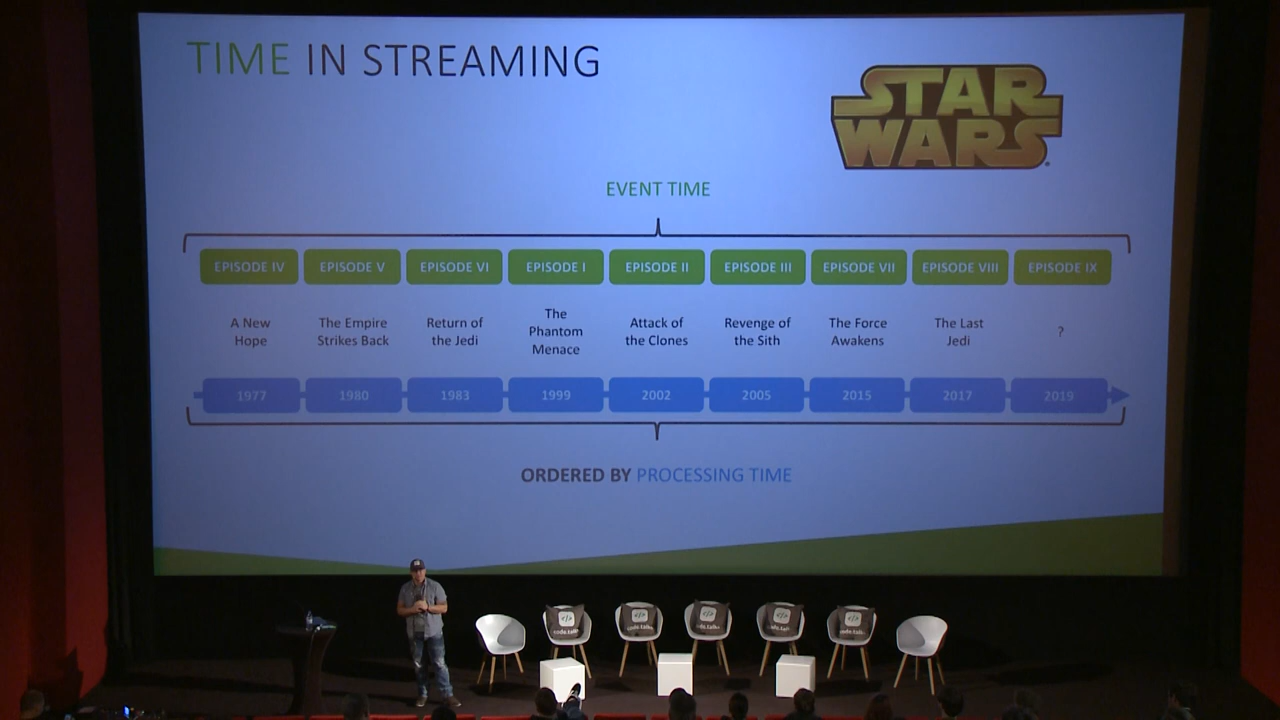 TIME IN STREAMING
STAR
WARS
EVENT TIME
EPISODE IV EPISODE V EPISODE VI EPISODE I EPISODE II EPISODE III EPISODE VII EPISODE VIII EPISODE IX
A New
Hope
The Empire
Strikes Back
Return of
the Jedi
The
Phantom
Menace
Attack of
the Clones
Revenge of
the Sith
The Force
Awakens
The Last
Jedi
?
1977 1980 1983 1999 2002 2005 2015 2017 2019
ORDERED BY PROCESSING TIME